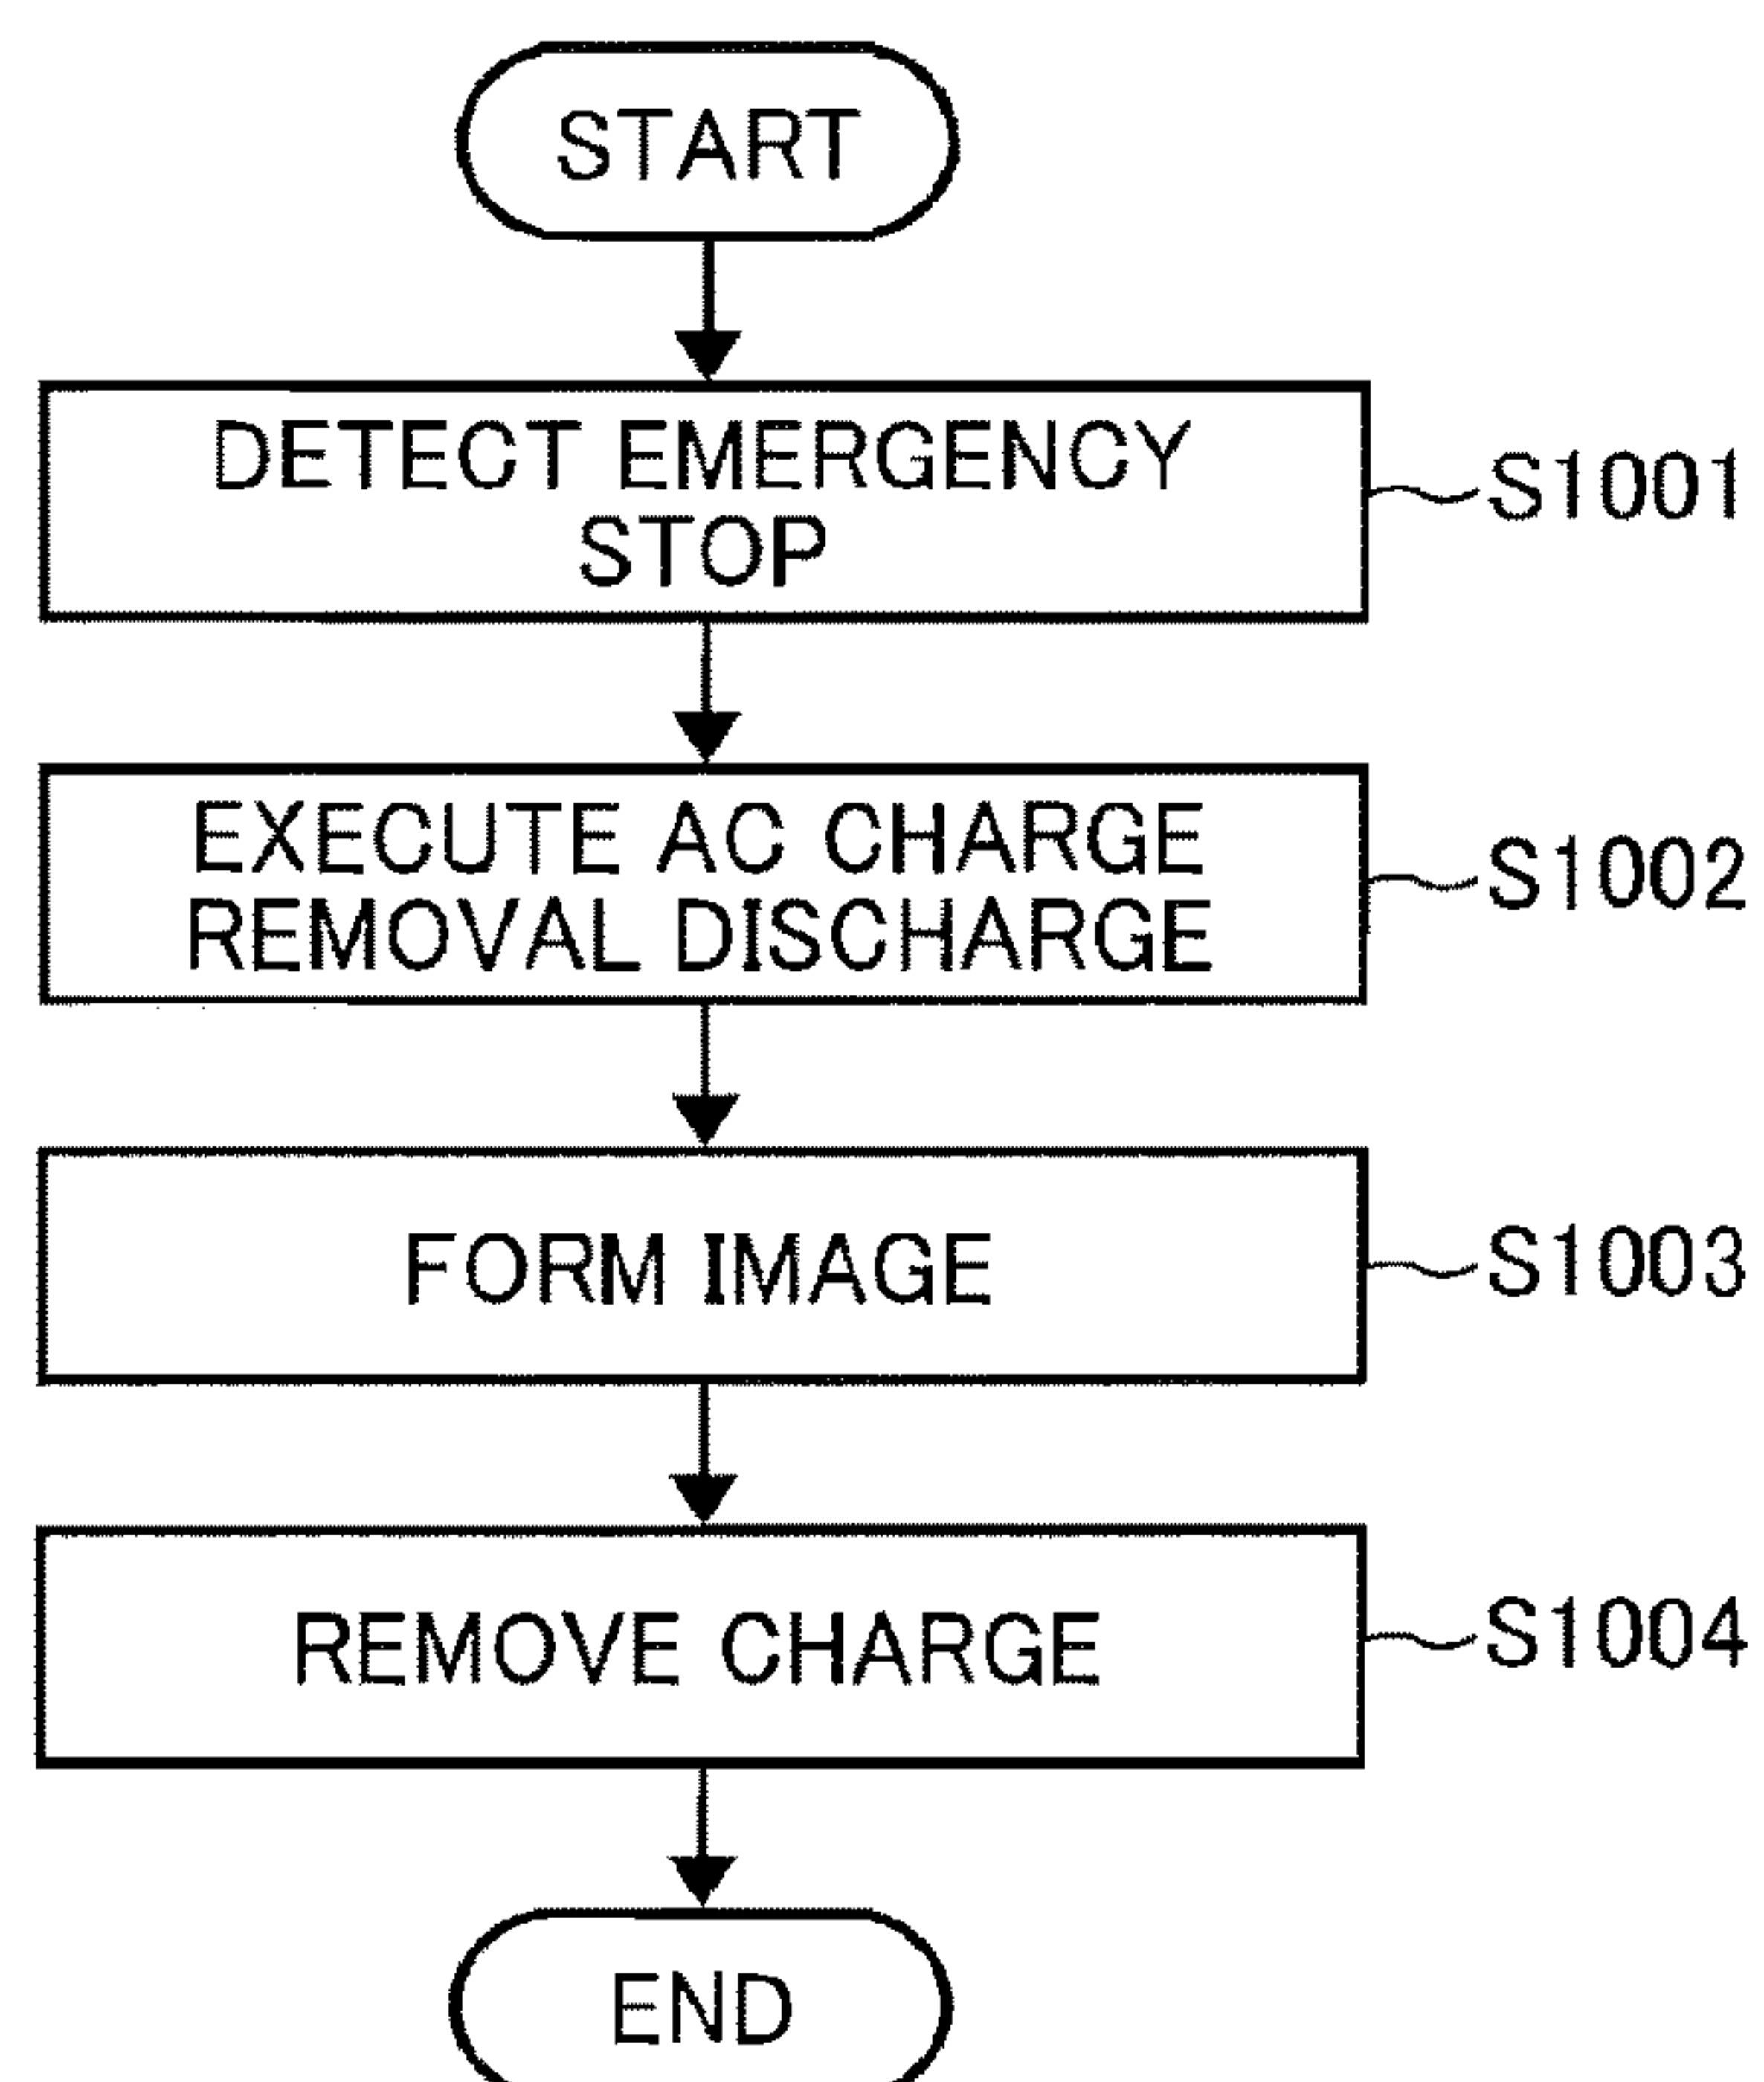 START
DETECT EMERGENCY
STOP
S1001
EXECUTE AC CHARGE
REMOVAL DISCHARGE
S1002
FORM IMAGE
S1003
REMOVE CHARGE
S1004
END